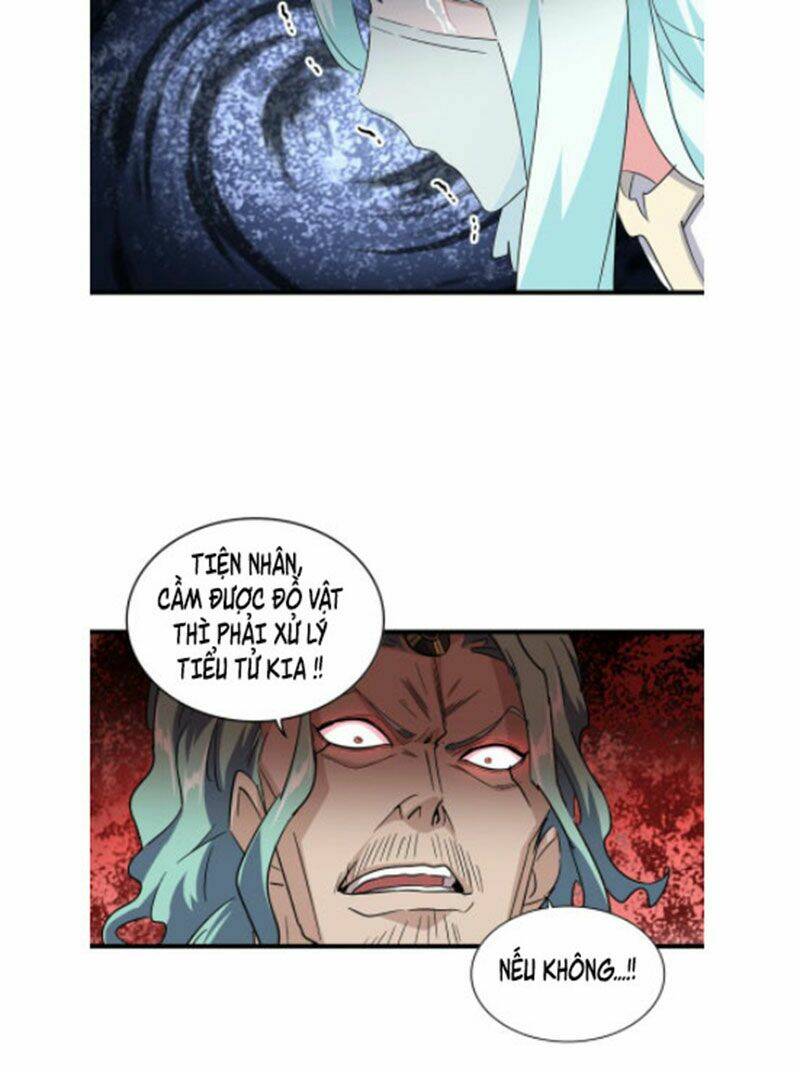 TIỆN NHÂN,
CẦM ĐƯỢC ĐỒ VẬT
THÌ PHẢI XỬ LÝ
TIỂU TỬ KIA !!
NẾU KHÔNG...!!